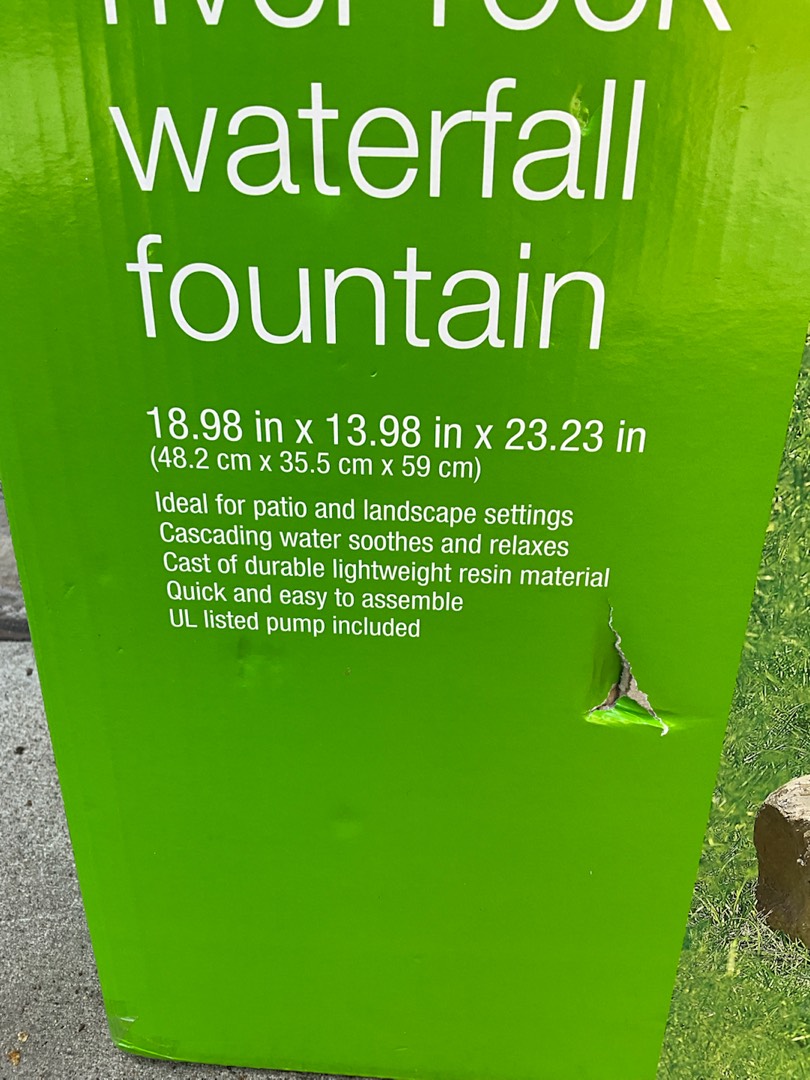 river rock
waterfall
fountain
18.98 in x 13.98 in x 23.23 in
(48.2 cm x 35.5 cm x 59 cm)
Ideal for patio and landscape settings
Cascading water soothes and relaxes
Cast of durable lightweight resin material
Quick and easy to assemble
UL listed pump included